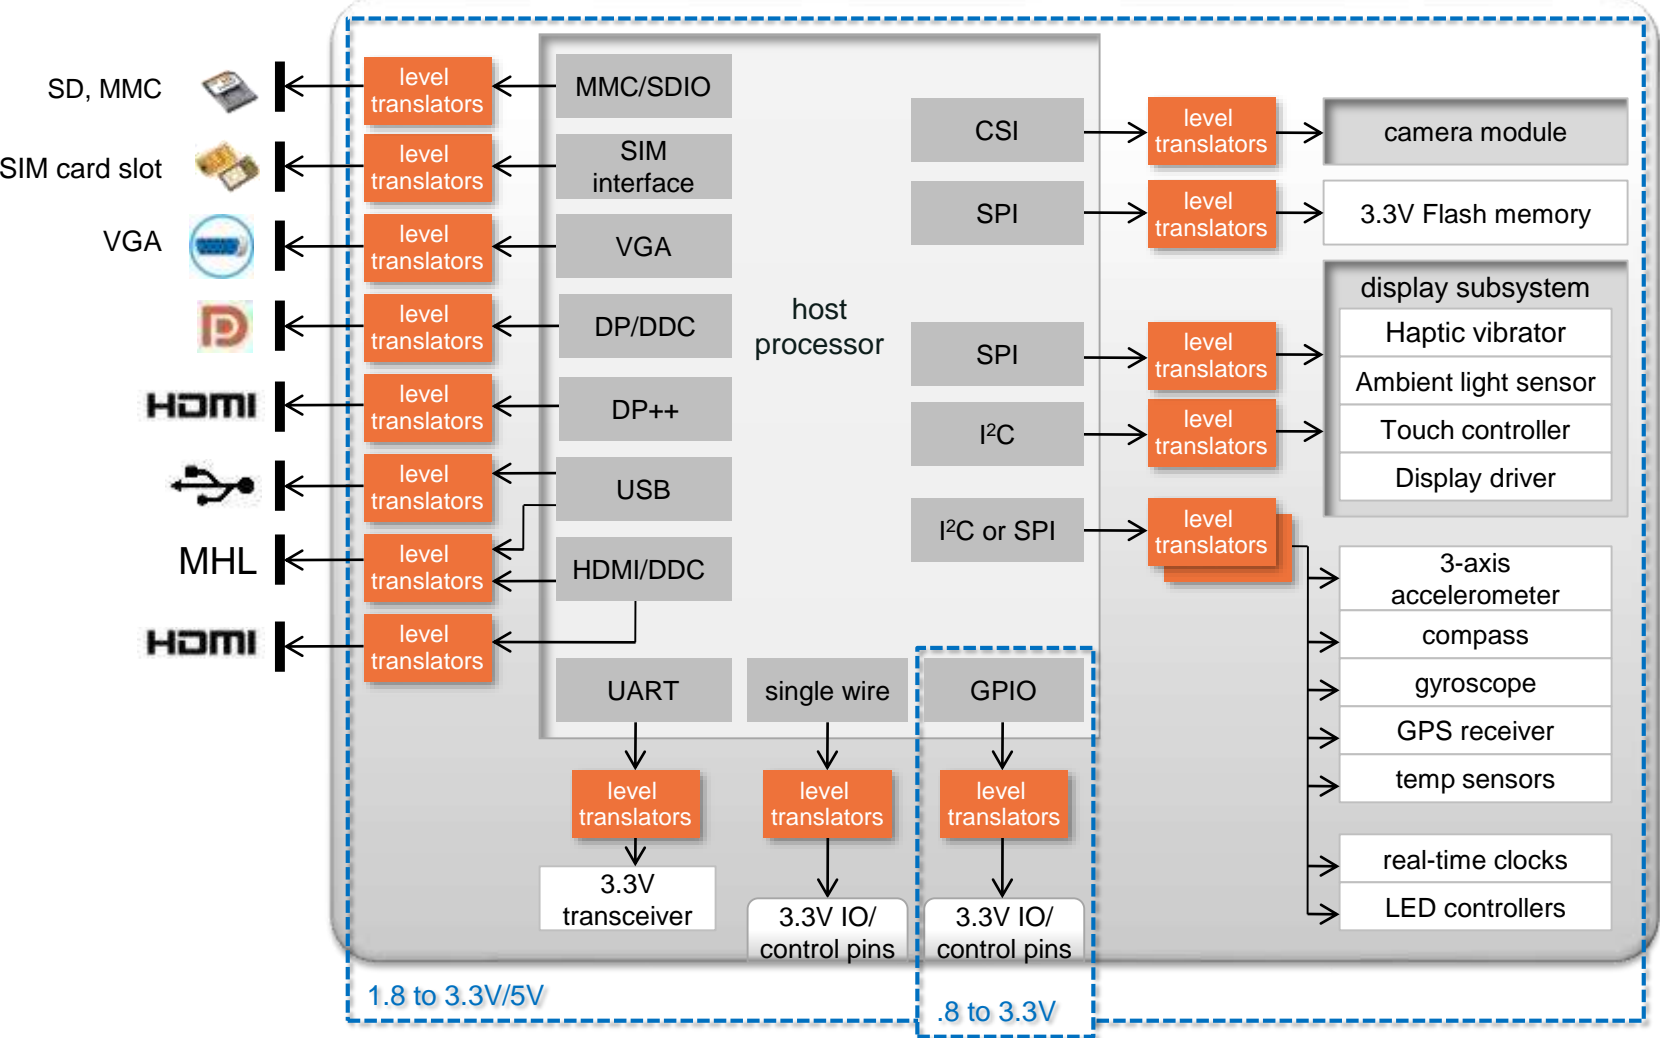 SD, MMC
level
translators
MMC/SDIO
SIM card slot
level
translators
SIM
interface
VGA
level
translators
VGA
level
translators
DP/DDC
HDMI
level
translators
DP++
level
translators
USB
MHL
level
translators
HDMI/DDC
HDMI
level
translators
host
processor
CSI
level
translators
camera module
SPI
level
translators
3.3V Flash memory
display subsystem
SPI
level
translators
Haptic vibrator
Ambient light sensor
I²C
level
translators
Touch controller
Display driver
I²C or SPI
level
translators
3-axis
accelerometer
compass
gyroscope
GPS receiver
temp sensors
real-time clocks
LED controllers
UART
single wire
GPIO
level
translators
level
translators
level
translators
3.3V
transceiver
3.3V IO/
control pins
3.3V IO/
control pins
1.8 to 3.3V/5V
.8 to 3.3V